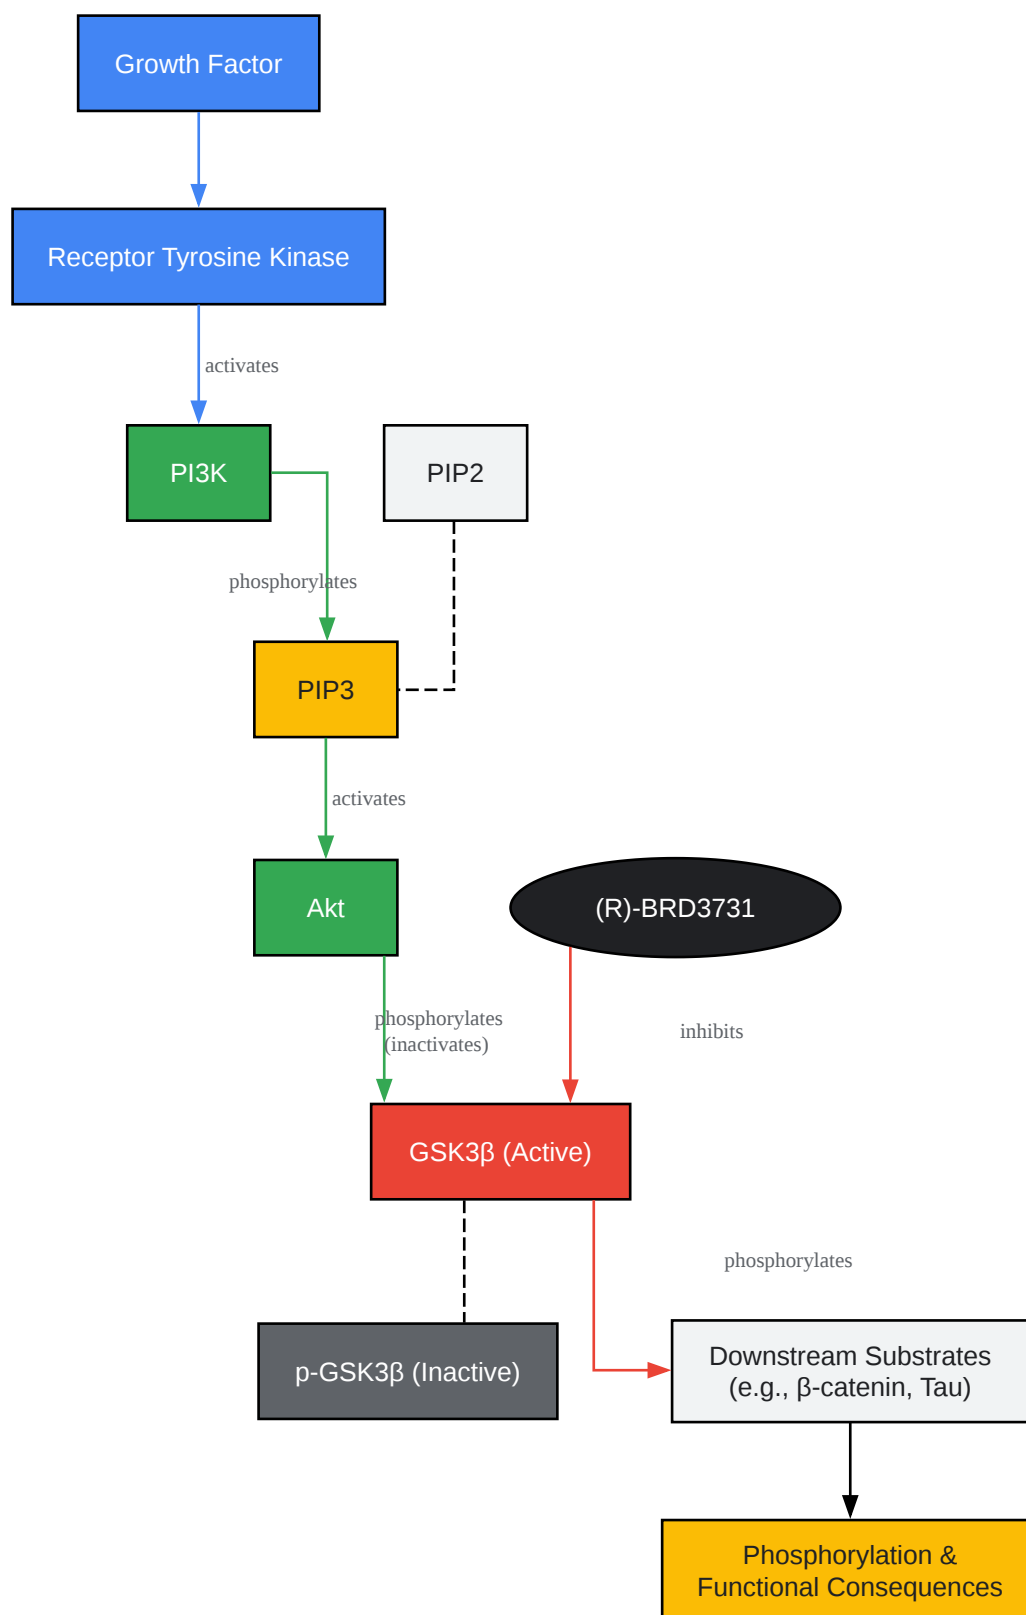 Growth Factor
Receptor Tyrosine Kinase
activates
PI3K
PIP2
phosphorylates
PIP3
activates
Akt
(R)-BRD3731
phosphorylates
(inactivates)
inhibits
GSK3β (Active)
phosphorylates
p-GSK3β (Inactive)
Downstream Substrates
(e.g., β-catenin, Tau)
Phosphorylation &
Functional Consequences